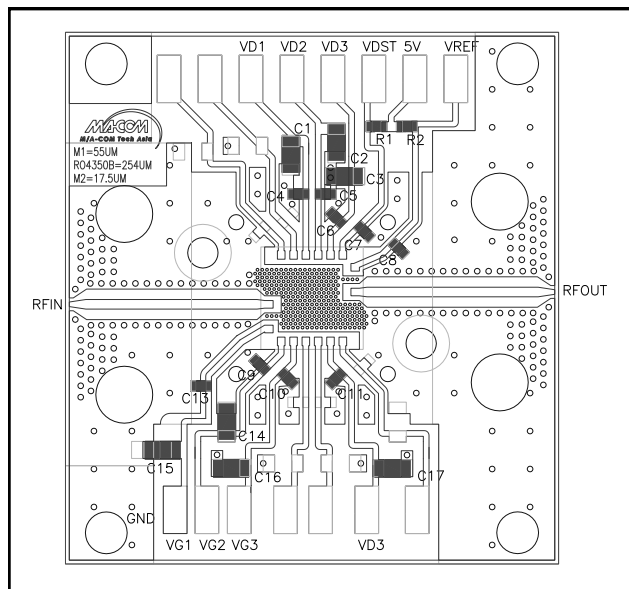 VD1 VD2 VD3 VDST 5V VREF
MACOM
M/A-COM Tech Asia
M1=55UM
RO4350B=254UM
M2=17.5UM
C1
R1 R2
C2
C3
C4 C5
C6
C7
C8
RFIN
RFOUT
C9
C10 C11
C13
C14
C15
C16 C17
GND
VG1 VG2 VG3 VD3